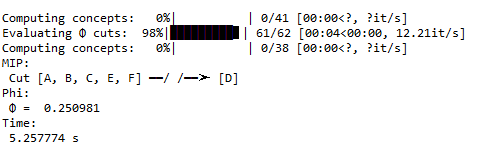 Computing concepts:   0%|          | 0/41 [00:00<?, ?it/s]
Evaluating Φ cuts:  98%|█████████▊| 61/62 [00:04<00:00, 12.21it/s]
Computing concepts:   0%|          | 0/38 [00:00<?, ?it/s]
MIP:
 Cut [A, B, C, E, F] ━━/ /━━➤ [D]
Phi:
 Φ =  0.250981
Time:
 5.257774 s